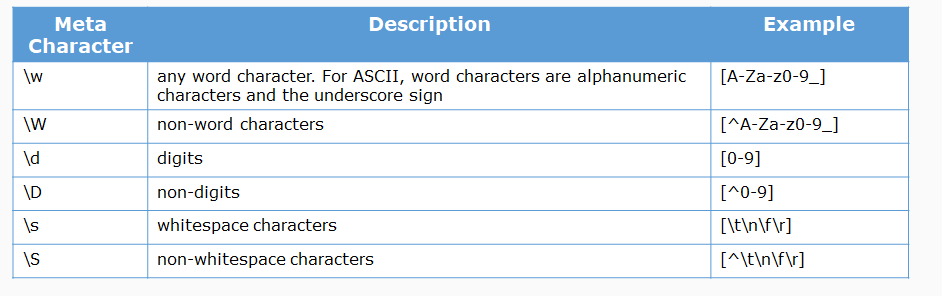 Meta Character Description Example
\w any word character. For ASCII, word characters are alphanumeric characters and the underscore sign [A-Za-z0-9_]
\W non-word characters [^A-Za-z0-9_]
\d digits [0-9]
\D non-digits [^0-9]
\s whitespace characters [\t\n\f\r]
\S non-whitespace characters [^\t\n\f\r]